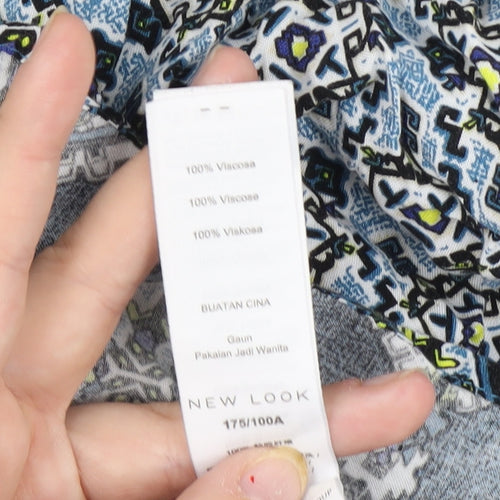 100% Viscosa
100% Viscose
100% Viskosa
BUATAN CINA
Gaun
Pakaian Jadi Wanita
NEW LOOK
175/100A